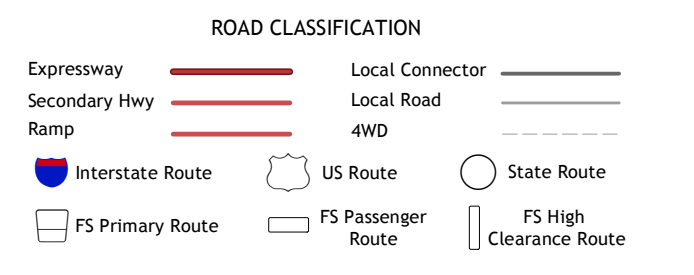 ROAD CLASSIFICATION
Expressway
Local Connector
Secondary Hwy
Local Road
Ramp
4WD
Interstate Route
US Route
State Route
FS Primary Route
FS Passenger
Route
FS High
Clearance Route